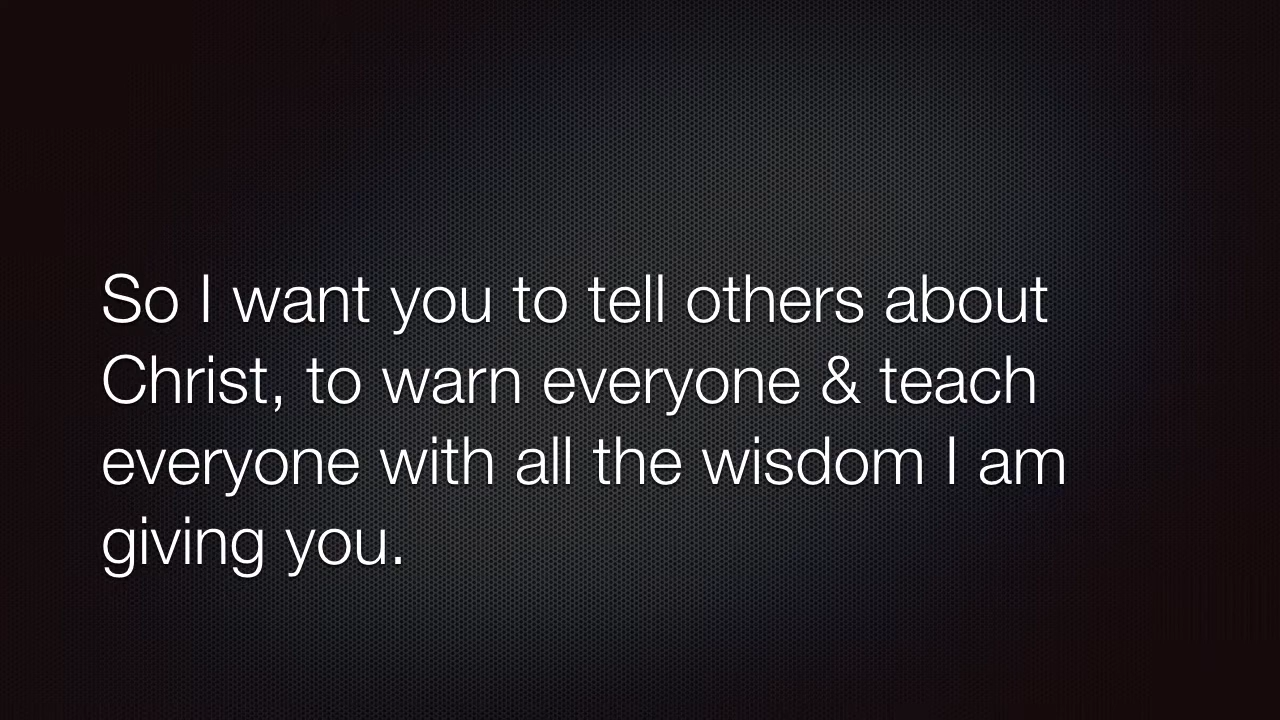 So I want you to tell others about
Christ, to warn everyone & teach
everyone with all the wisdom I am
giving you.